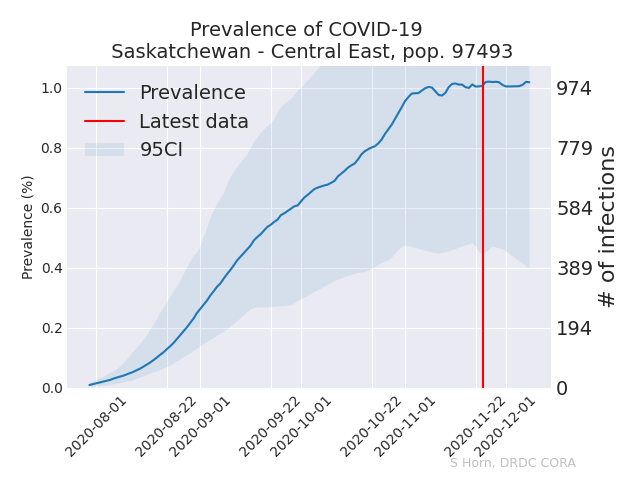 Prevalence of COVID-19
Saskatchewan - Central East, pop. 97493
Prevalence
Latest data
95CI
Prevalence (%)
1.0
0.8
0.6
0.4
0.2
0.0
974
779
584
389
194
0
# of infections
2020-08-01
2020-08-22
2020-09-01
2020-09-22
2020-10-01
2020-10-22
2020-11-01
2020-11-22
2020-12-01
S Horn, DRDC CORA